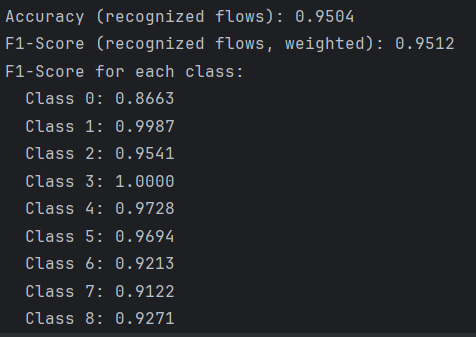 Accuracy (recognized flows): 0.9504
F1-Score (recognized flows, weighted): 0.9512
F1-Score for each class:
  Class 0: 0.8663
  Class 1: 0.9987
  Class 2: 0.9541
  Class 3: 1.0000
  Class 4: 0.9728
  Class 5: 0.9694
  Class 6: 0.9213
  Class 7: 0.9122
  Class 8: 0.9271